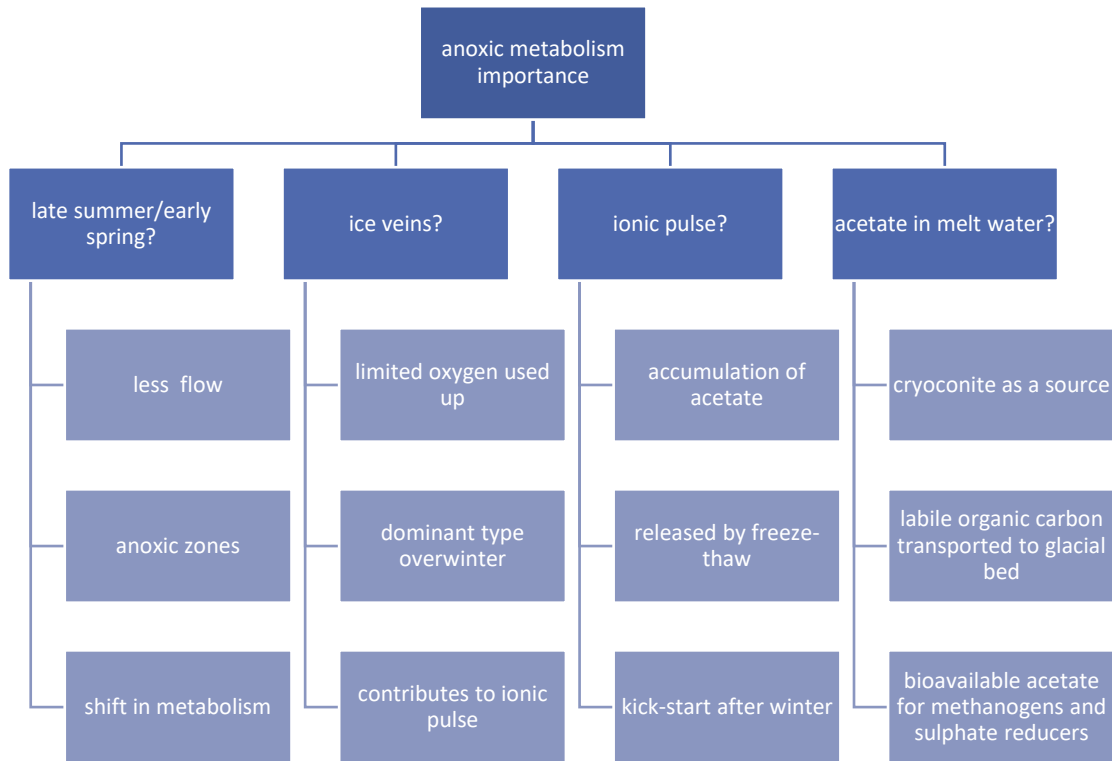 anoxic metabolism
importance
late summer/early
spring?
ice veins?
ionic pulse?
acetate in melt water?
less flow
limited oxygen used
up
accumulation of
acetate
cryoconite as a source
anoxic zones
dominant type
overwinter
released by freeze-
thaw
labile organic carbon
transported to glacial
bed
shift in metabolism
contributes to ionic
pulse
kick-start after winter
bioavailable acetate
for methanogens and
sulphate reducers